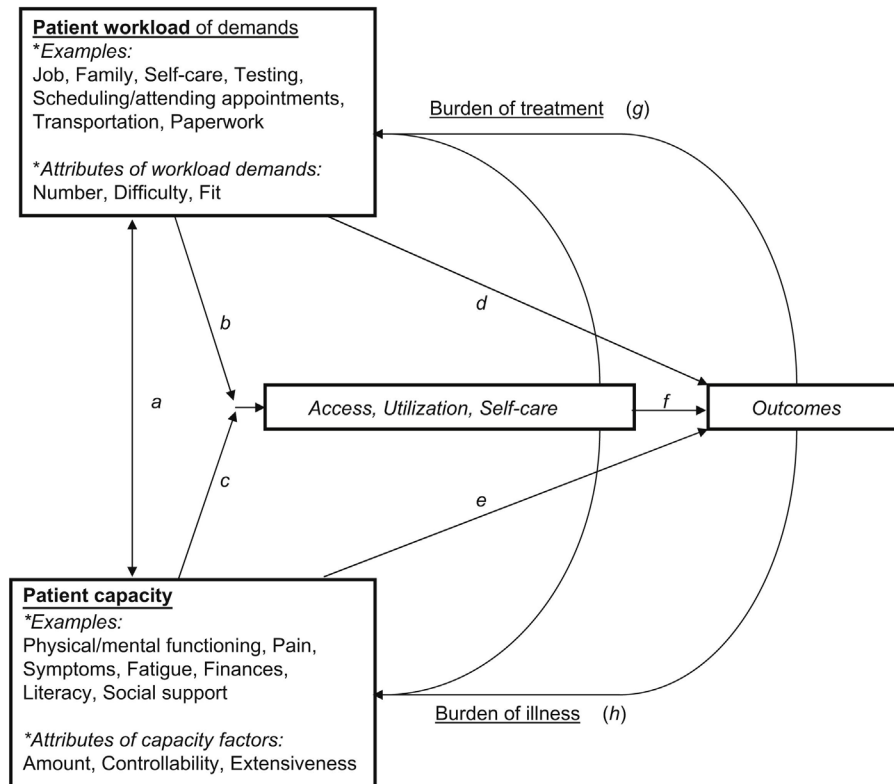 Patient workload of demands
*Examples:
Job, Family, Self-care, Testing,
Scheduling/attending appointments,
Transportation, Paperwork
*Attributes of workload demands:
Number, Difficulty, Fit
Burden of treatment (g)
b
d
a
Access, Utilization, Self-care
f
Outcomes
c
e
Patient capacity
*Examples:
Physical/mental functioning, Pain,
Symptoms, Fatigue, Finances,
Literacy, Social support
*Attributes of capacity factors:
Amount, Controllability, Extensiveness
Burden of illness (h)